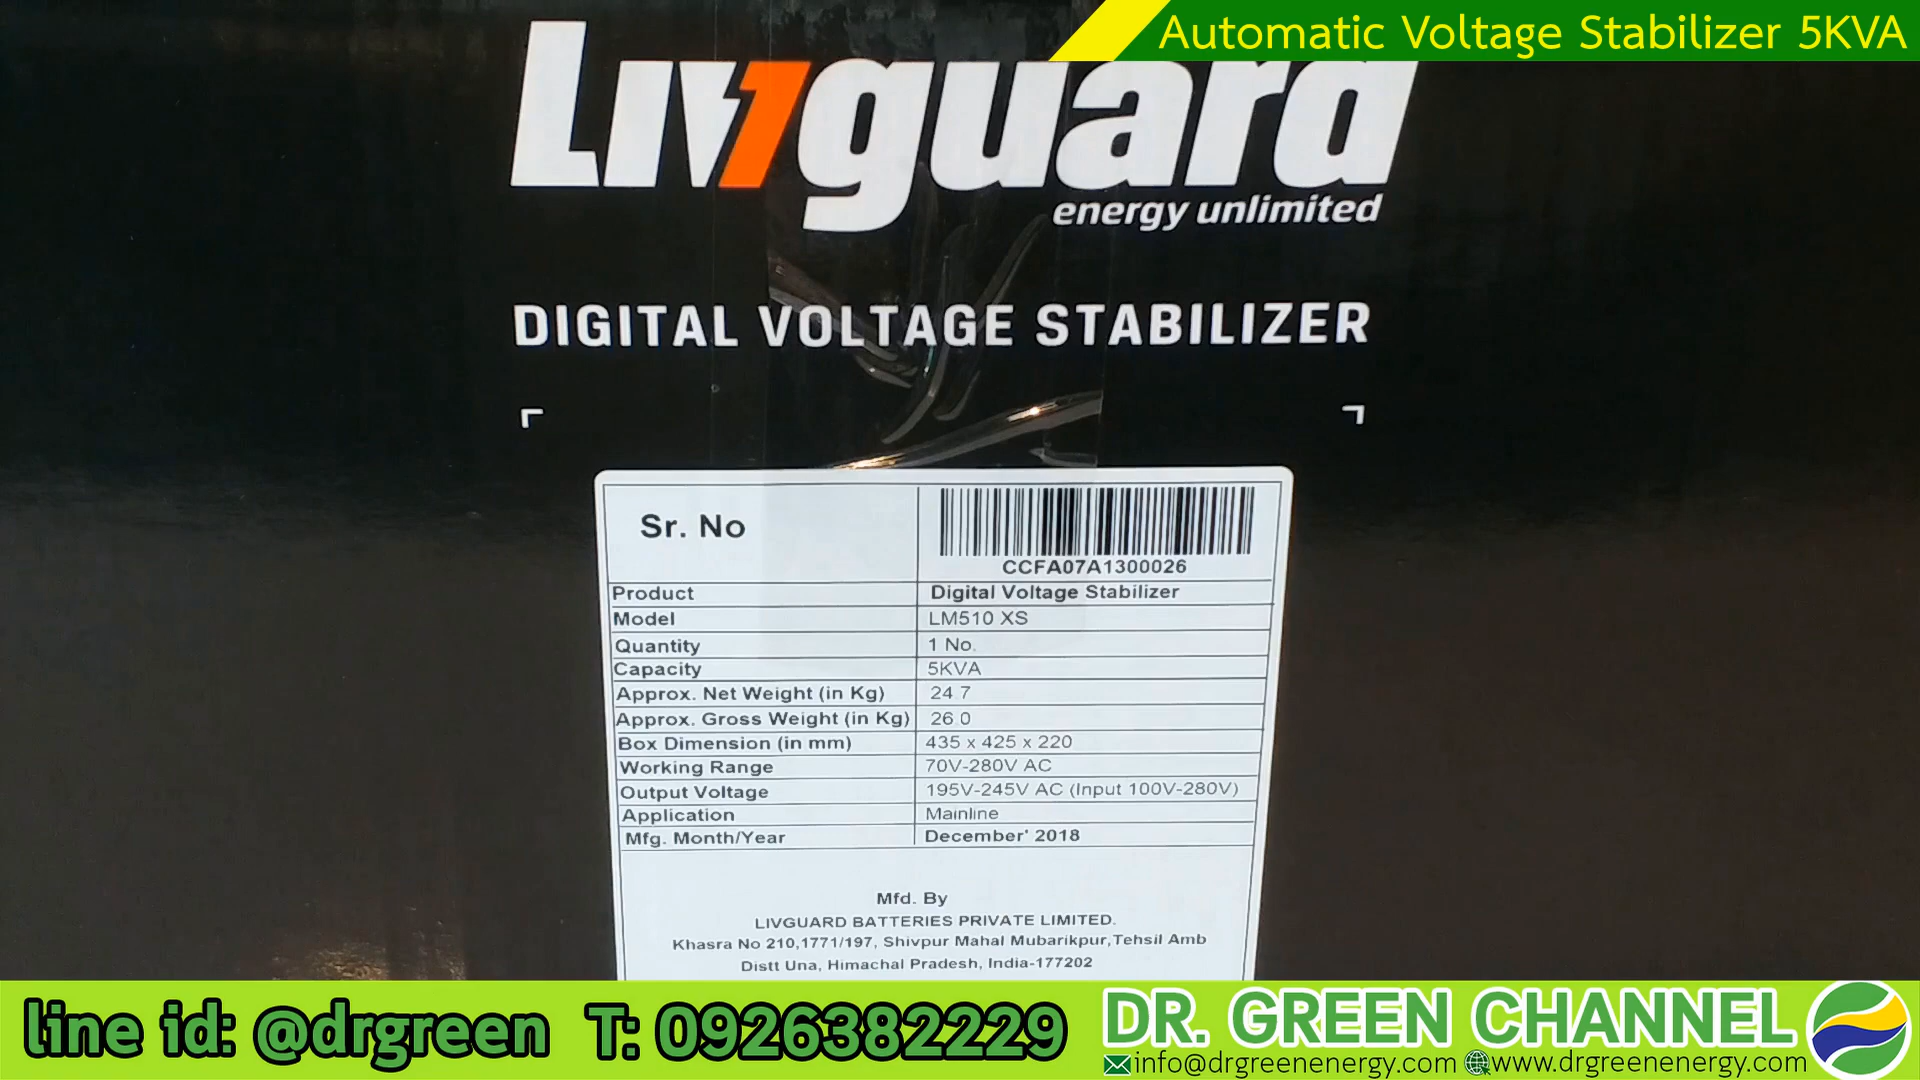 Automatic Voltage Stabilizer 5KVA
Livguard
energy unlimited
DIGITAL VOLTAGE STABILIZER
Sr. No
CCFA07A1300026
Product Digital Voltage Stabilizer
Model LM510 XS
Quantity 1 No.
Capacity 5KVA
Approx. Net Weight (in Kg) 24.7
Approx. Gross Weight (in Kg) 26.0
Box Dimension (in mm) 435 x 425 x 220
Working Range 70V-280V AC
Output Voltage 195V-245V AC (Input 100V-280V)
Application Mainline
Mfg. Month/Year December' 2018
Mfd. By
LIVGUARD BATTERIES PRIVATE LIMITED.
Khasra No 210,1771/197, Shivpur Mahal Mubarikpur,Tehsil Amb
Distt Una, Himachal Pradesh, India-177202
line id: @drgreen T: 0926382229
DR. GREEN CHANNEL
info@drgreenenergy.com www.drgreenenergy.com